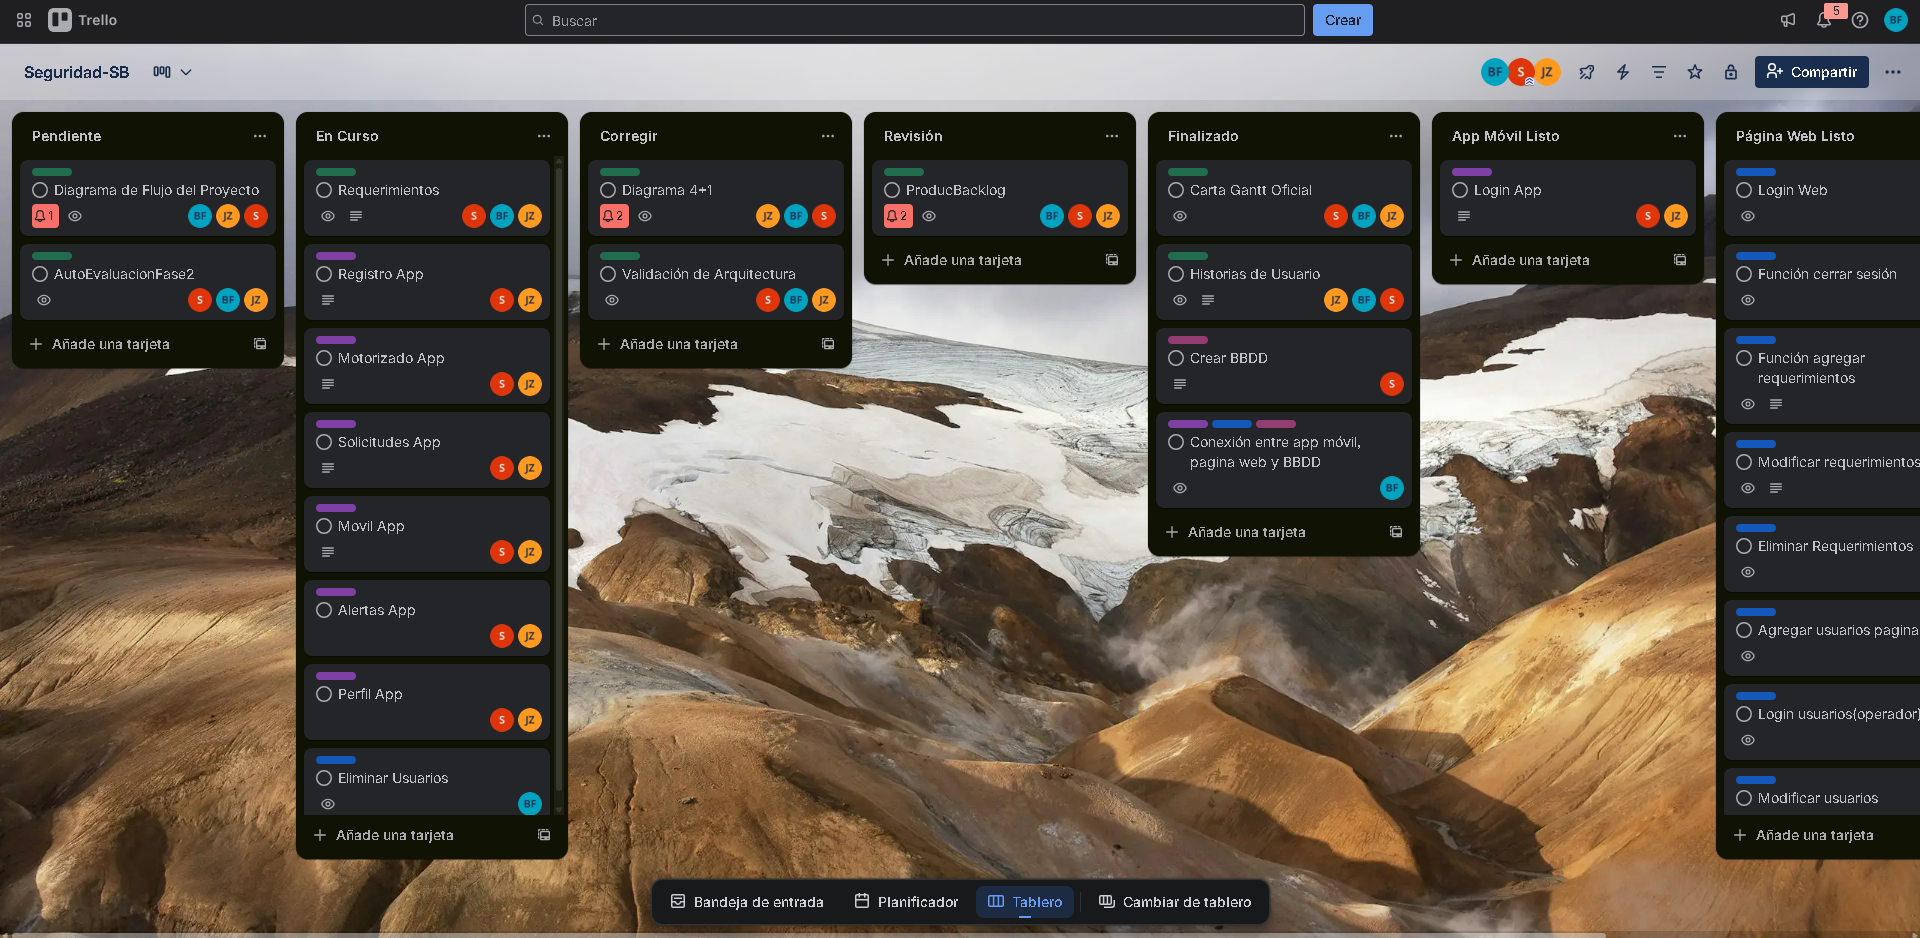 Trello
Buscar
Crear
5
BF
Seguridad-SB
BF S JZ
Compartir
Pendiente
Diagrama de Flujo del Proyecto
1
BF JZ S
AutoEvaluacionFase2
S BF JZ
Añade una tarjeta
En Curso
Requerimientos
S BF JZ
Registro App
S JZ
Motorizado App
S JZ
Solicitudes App
S JZ
Movil App
S JZ
Alertas App
S JZ
Perfil App
S JZ
Eliminar Usuarios
BF
Añade una tarjeta
Corregir
Diagrama 4+1
2
JZ BF S
Validación de Arquitectura
S BF JZ
Añade una tarjeta
Revisión
ProducBacklog
2
BF S JZ
Añade una tarjeta
Finalizado
Carta Gantt Oficial
S BF JZ
Historias de Usuario
JZ BF S
Crear BBDD
S
Conexión entre app móvil,
pagina web y BBDD
BF
Añade una tarjeta
App Móvil Listo
Login App
S JZ
Añade una tarjeta
Página Web Listo
Login Web
Función cerrar sesión
Función agregar
requerimientos
Modificar requerimientos
Eliminar Requerimientos
Agregar usuarios pagina
Login usuarios(operador)
Modificar usuarios
Añade una tarjeta
Bandeja de entrada
Planificador
Tablero
Cambiar de tablero